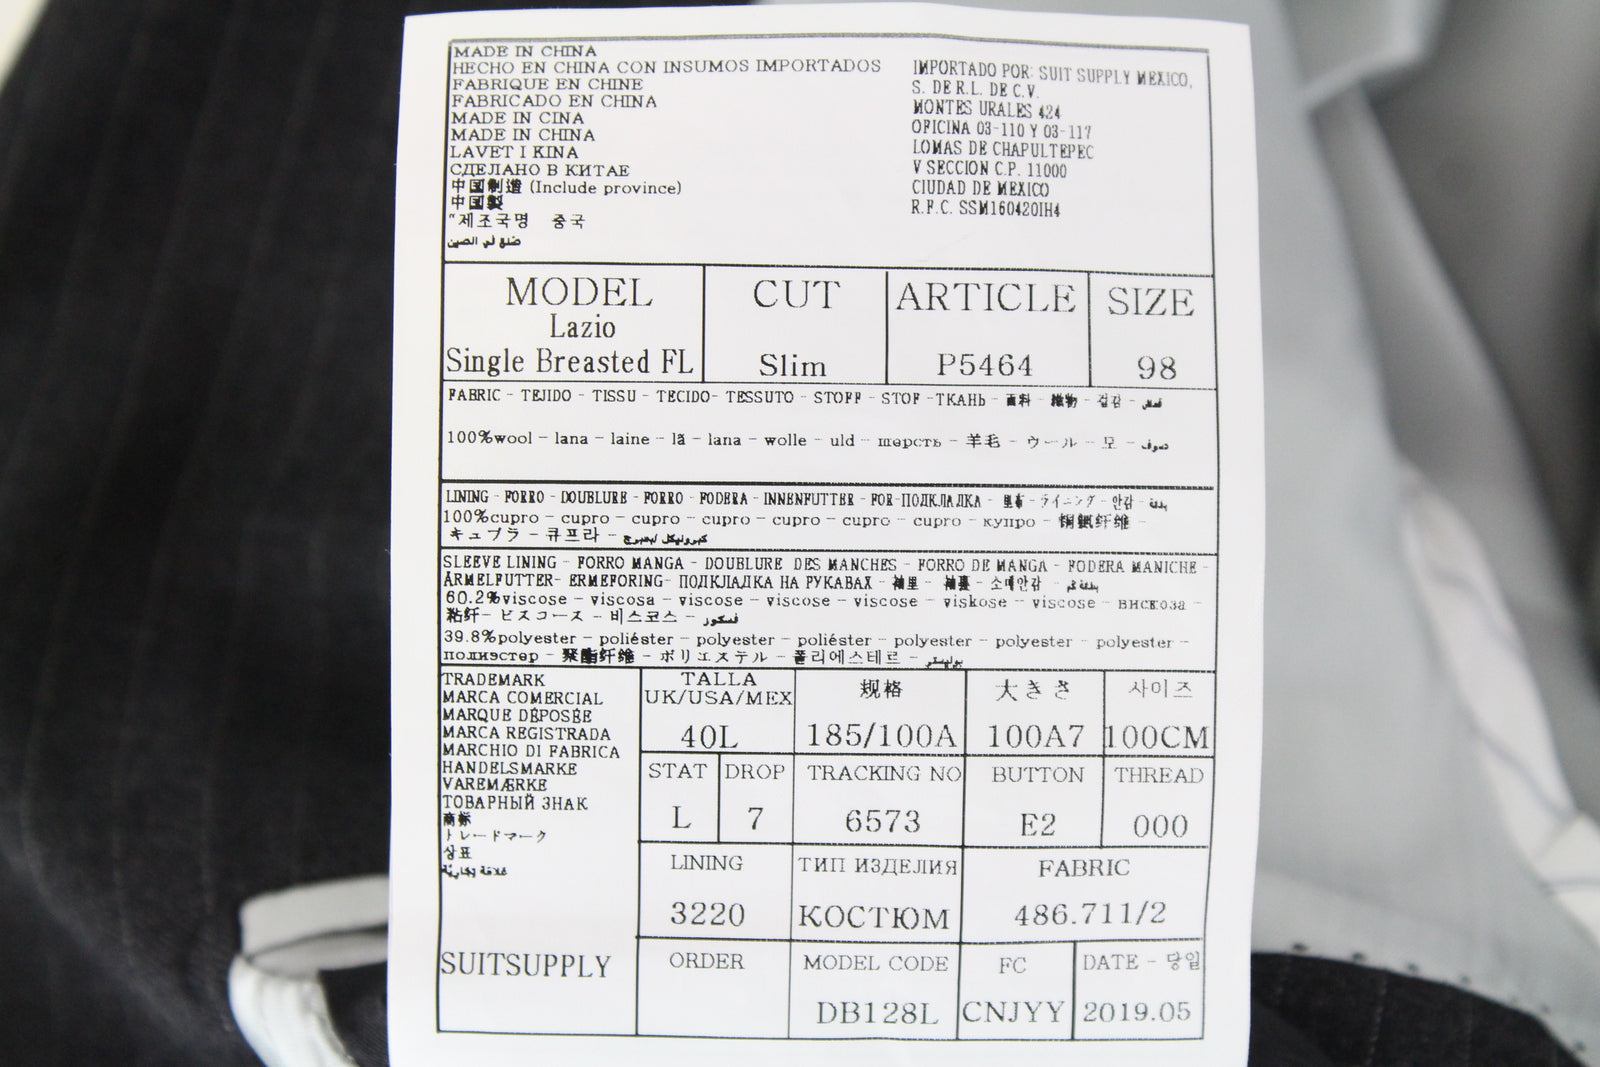 MADE IN CHINA
HECHO EN CHINA CON INSUMOS IMPORTADOS
FABRIQUE EN CHINE
FABRICADO EN CHINA
MADE IN CINA
MADE IN CHINA
LAVET I KINA
СДЕЛАНО В КИТАЕ
中国制造 (Include province)
中国製
"제조국명 중국
صنع في الصين
IMPORTADO POR: SUIT SUPPLY MEXICO,
S. DE R.L. DE C.V.
MONTES URALES 424
OFICINA 03-110 Y 03-117
LOMAS DE CHAPULTEPEC
V SECCION C.P. 11000
CIUDAD DE MEXICO
R.F.C. SSM160420IH4
MODEL CUT ARTICLE SIZE
Lazio
Single Breasted FL Slim P5464 98
FABRIC - TEJIDO - TISSU - TECIDO- TESSUTO - STOFF - STOF -ТКАНЬ - 面料 - 織物 - 겉감 -
100%wool - lana - laine - lã - lana - wolle - uld - шерсть - 羊毛 - ウール - 모 - صوف
LINING - FORRO - DOUBLURE - FORRO - FODERA - INNENFUTTER - FOR-ПОДКЛАДКА - 里布 - ライニング - 안감 -
100%cupro - cupro - cupro - cupro - cupro - cupro - cupro - купро - 铜氨纤维 -
キュプラ - 큐프라 -
SLEEVE LINING - FORRO MANGA - DOUBLURE DES MANCHES - FORRO DE MANGA - FODERA MANICHE -
ÄRMELFUTTER- ERMEFORING- ПОДКЛАДКА НА РУКАВАХ - 袖里 - 袖裏 - 소매안감 -
60.2%viscose - viscosa - viscose - viscose - viscose - viskose - viscose - вискоза -
粘纤- ビスコース - 비스코스 - فسكوز
39.8%polyester - poliéster - polyester - poliéster - polyester - polyester - polyester -
полиэстер - 聚酯纤维 - ポリエステル - 폴리에스테르 - بوليستر
TRADEMARK
MARCA COMERCIAL
MARQUE DÉPOSÉE
MARCA REGISTRADA
MARCHIO DI FABRICA
HANDELSMARKE
VAREMÆRKE
ТОВАРНЫЙ ЗНАК
商标
トレードマーク
상표
علامة تجارية
SUITSUPPLY
TALLA
UK/USA/MEX 规格 大きさ 사이즈
40L 185/100A 100A7 100CM
STAT DROP TRACKING NO BUTTON THREAD
L 7 6573 E2 000
LINING ТИП ИЗДЕЛИЯ FABRIC
3220 КОСТЮМ 486.711/2
ORDER MODEL CODE FC DATE - 당일
DB128L CNJYY 2019.05